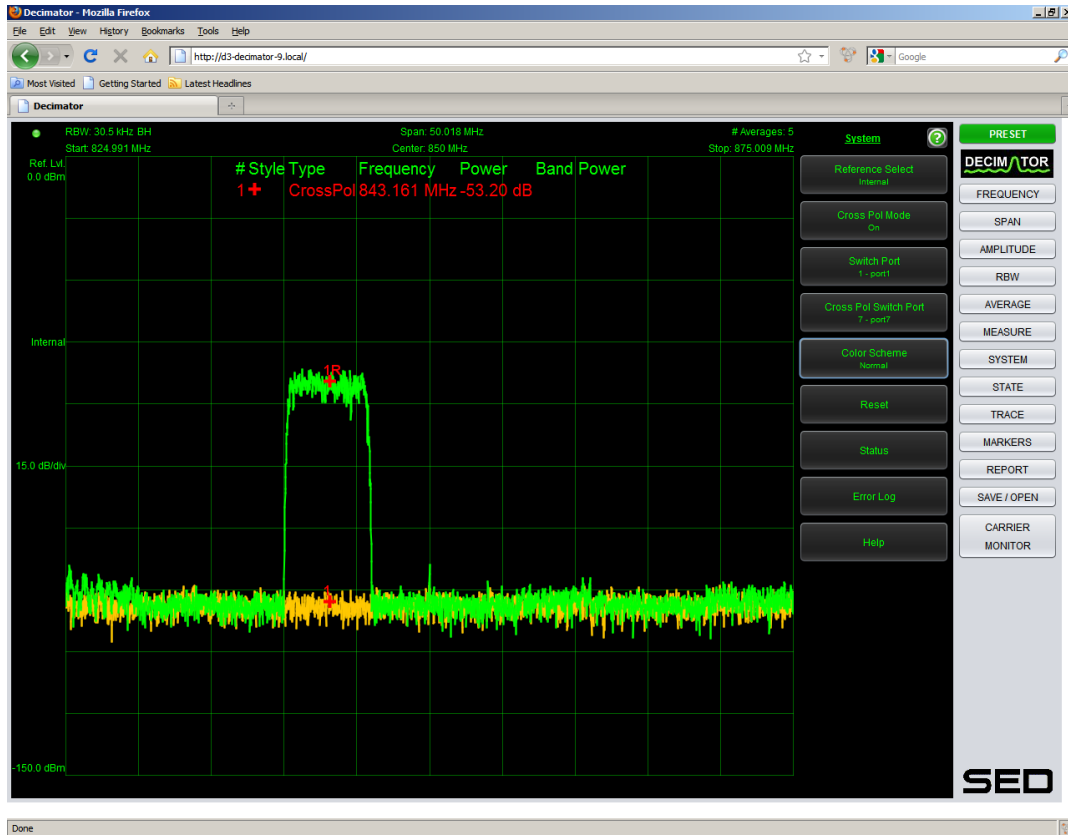 Decimator - Mozilla Firefox
File Edit View History Bookmarks Tools Help
http://d3-decimator-9.local/
Google
Most Visited Getting Started Latest Headlines
Decimator
RBW: 30.5 kHz BH Span: 50.018 MHz # Averages: 5
Start: 824.991 MHz Center: 850 MHz Stop: 875.009 MHz
Ref. Lvl.
0.0 dBm
# Style Type Frequency Power Band Power
1 CrossPol 843.161 MHz -53.20 dB
Internal
1R
15.0 dB/div
1
-150.0 dBm
System
Reference Select
Internal
Cross Pol Mode
On
Switch Port
1 - port1
Cross Pol Switch Port
7 - port7
Color Scheme
Normal
Reset
Status
Error Log
Help
?
PRESET
DECIMATOR
FREQUENCY
SPAN
AMPLITUDE
RBW
AVERAGE
MEASURE
SYSTEM
STATE
TRACE
MARKERS
REPORT
SAVE / OPEN
CARRIER
MONITOR
SED
Done